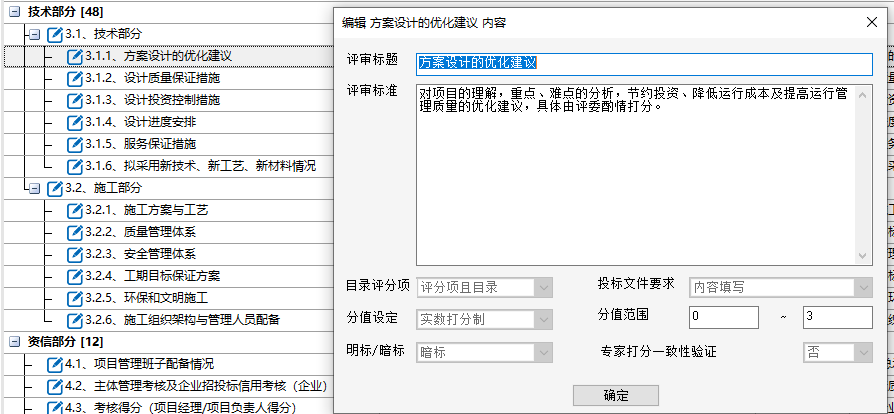 技术部分 [48]
3.1、技术部分
3.1.1、方案设计的优化建议
3.1.2、设计质量保证措施
3.1.3、设计投资控制措施
3.1.4、设计进度安排
3.1.5、服务保证措施
3.1.6、拟采用新技术、新工艺、新材料情况
3.2、施工部分
3.2.1、施工方案与工艺
3.2.2、质量管理体系
3.2.3、安全管理体系
3.2.4、工期目标保证方案
3.2.5、环保和文明施工
3.2.6、施工组织架构与管理人员配备
资信部分 [12]
4.1、项目管理班子配备情况
4.2、主体管理考核及企业招投标信用考核（企业）
4.3、考核得分（项目经理/项目负责人得分）
编辑 方案设计的优化建议 内容
评审标题 方案设计的优化建议
评审标准 对项目的理解，重点、难点的分析，节约投资、降低运行成本及提高运行管
理质量的优化建议，具体由评委酌情打分。
目录评分项 评分项且目录 投标文件要求 内容填写
分值设定 实数打分制 分值范围 0 ~ 3
明标/暗标 暗标 专家打分一致性验证 否
确定